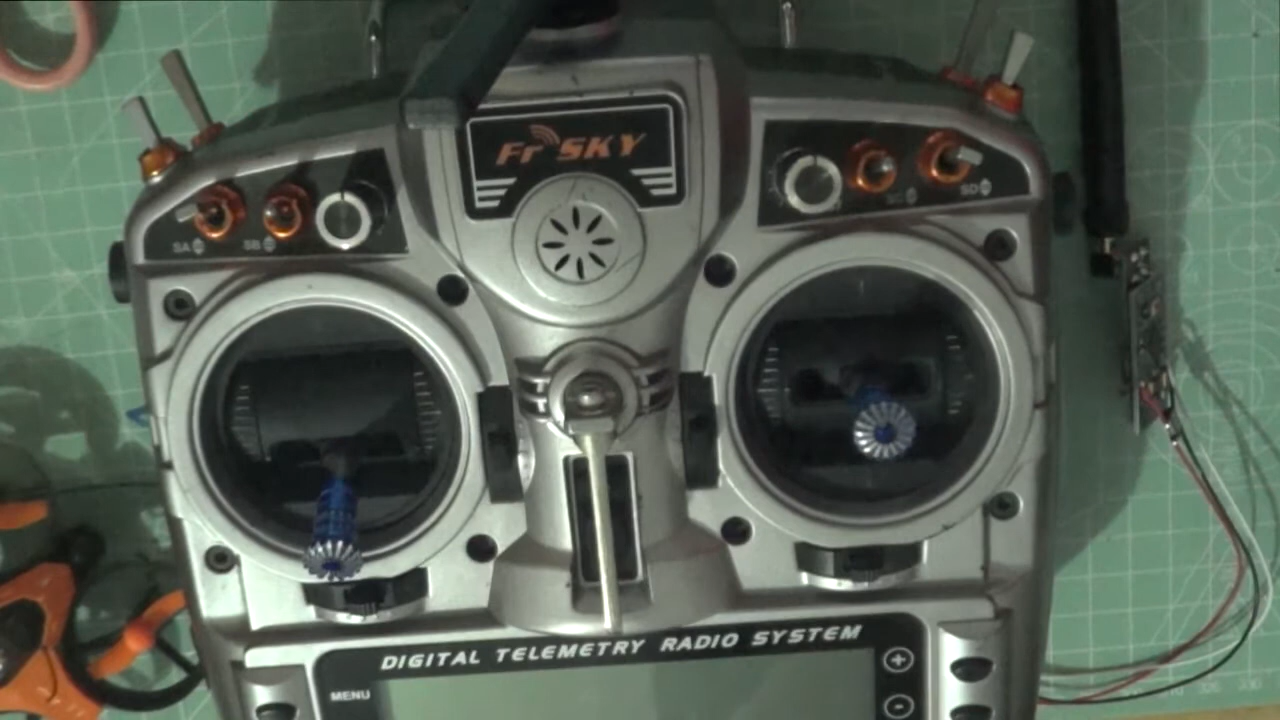 FrSKY
SA SB
SC SD
DIGITAL TELEMETRY RADIO SYSTEM
MENU
+
-